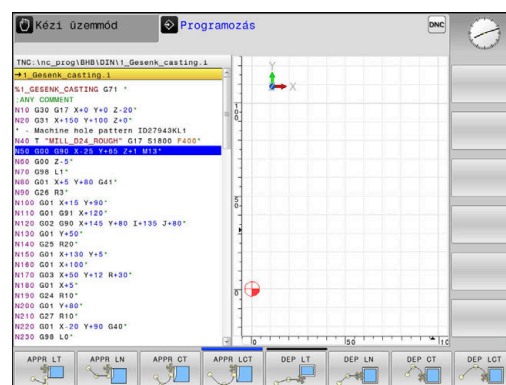 Kézi üzemmód
Programozás
DNC
TNC:\nc_prog\BHB\DIN\1_Gesenk_casting.i
→1_Gesenk_casting.i
%1_GESENK_CASTING G71 *
;ANY COMMENT
N10 G30 G17 X+0 Y+0 Z-20*
N20 G31 X+150 Y+100 Z+0*
* - Machine hole pattern ID27943KL1
N40 T "MILL_D24_ROUGH" G17 S1800 F400*
N50 G00 G90 X-25 Y+65 Z+1 M13*
N60 G00 Z-5*
N70 G98 L1*
N80 G01 X+5 Y+80 G41*
N90 G26 R3*
N100 G01 X+15 Y+90*
N110 G01 G91 X+120*
N120 G02 G90 X+145 Y+80 I+135 J+80*
N130 G01 Y+50*
N140 G25 R20*
N150 G01 X+130 Y+5*
N160 G01 X+100*
N170 G03 X+50 Y+12 R+30*
N180 G01 X+5*
N190 G24 R10*
N200 G01 Y+80*
N210 G27 R10*
N220 G01 X-20 Y+90 G40*
N230 G98 L0*
Y
X
100
50
0
0
50
10
APPR LT
APPR LN
APPR CT
APPR LCT
DEP LT
DEP LN
DEP CT
DEP LCT